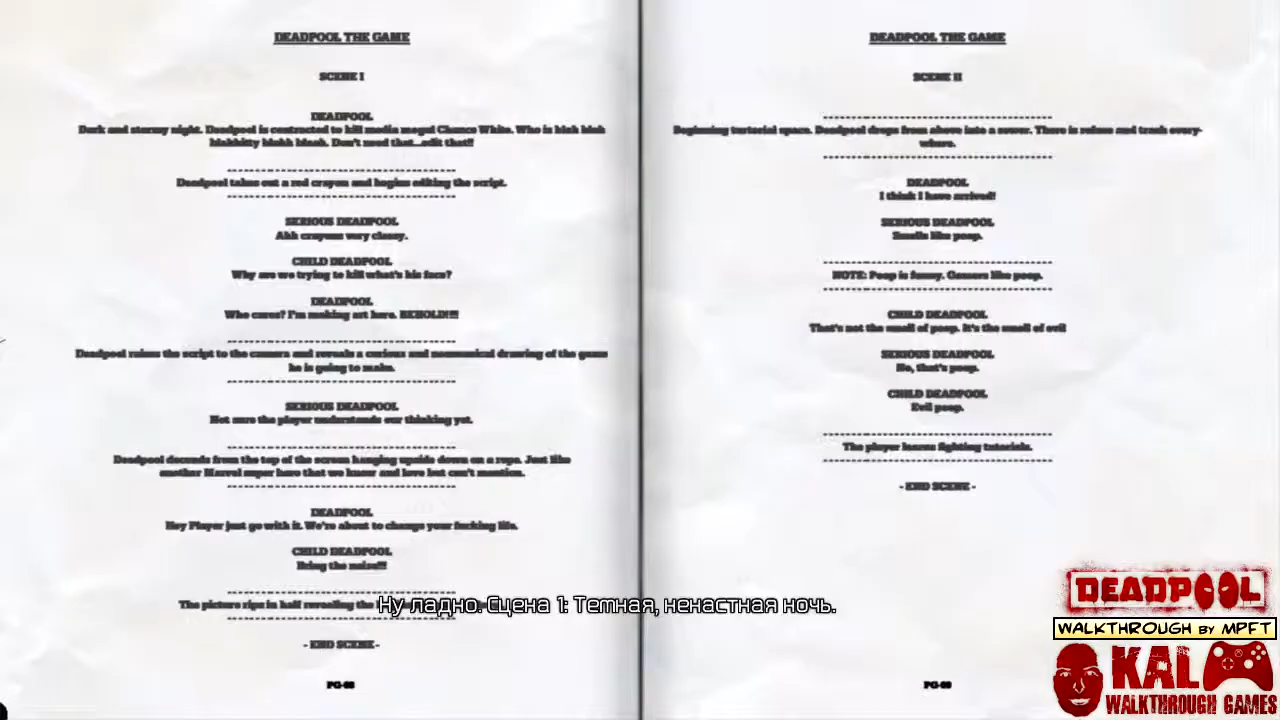 DEADPOOL THE GAME
SCENE I
DEADPOOL
Dark and stormy night. Deadpool is contracted to kill media mogul Chance White. Who is blah blah
blahbitty blahh blaah. Don't need that...edit that!!
Deadpool takes out a red crayon and begins editing the script.
SERIOUS DEADPOOL
Ahh crayons very classy.
CHILD DEADPOOL
Why are we trying to kill what's his face?
DEADPOOL
Who cares? I'm making art here. BEHOLD!!!!
Deadpool raises the script to the camera and reveals a curious and nonsensical drawing of the game
he is going to make.
SERIOUS DEADPOOL
Not sure the player understands our thinking yet.
Deadpool decends from the top of the screen hanging upside down on a rope. Just like
another Marvel super hero that we know and love but can't mention.
DEADPOOL
Hey Player just go with it. We're about to change your fucking life.
CHILD DEADPOOL
Bring the noise!!!
The picture rips in half revealing the
- END SCENE -
DEADPOOL THE GAME
SCENE II
Beginning turtorial space. Deadpool drops from above into a sewer. There is ruines and trash every-
where.
DEADPOOL
I think I have arrived!
SERIOUS DEADPOOL
Smells like poop.
NOTE: Poop is funny. Gamers like poop.
CHILD DEADPOOL
That's not the smell of poop. It's the smell of evil
SERIOUS DEADPOOL
No, that's poop.
CHILD DEADPOOL
Evil poop.
The player learns fighting tutorials.
- END SCENE -
Ну ладно. Сцена 1: Темная, ненастная ночь.
DEADPOOL
WALKTHROUGH BY MPFT
KAL
WALKTHROUGH GAMES